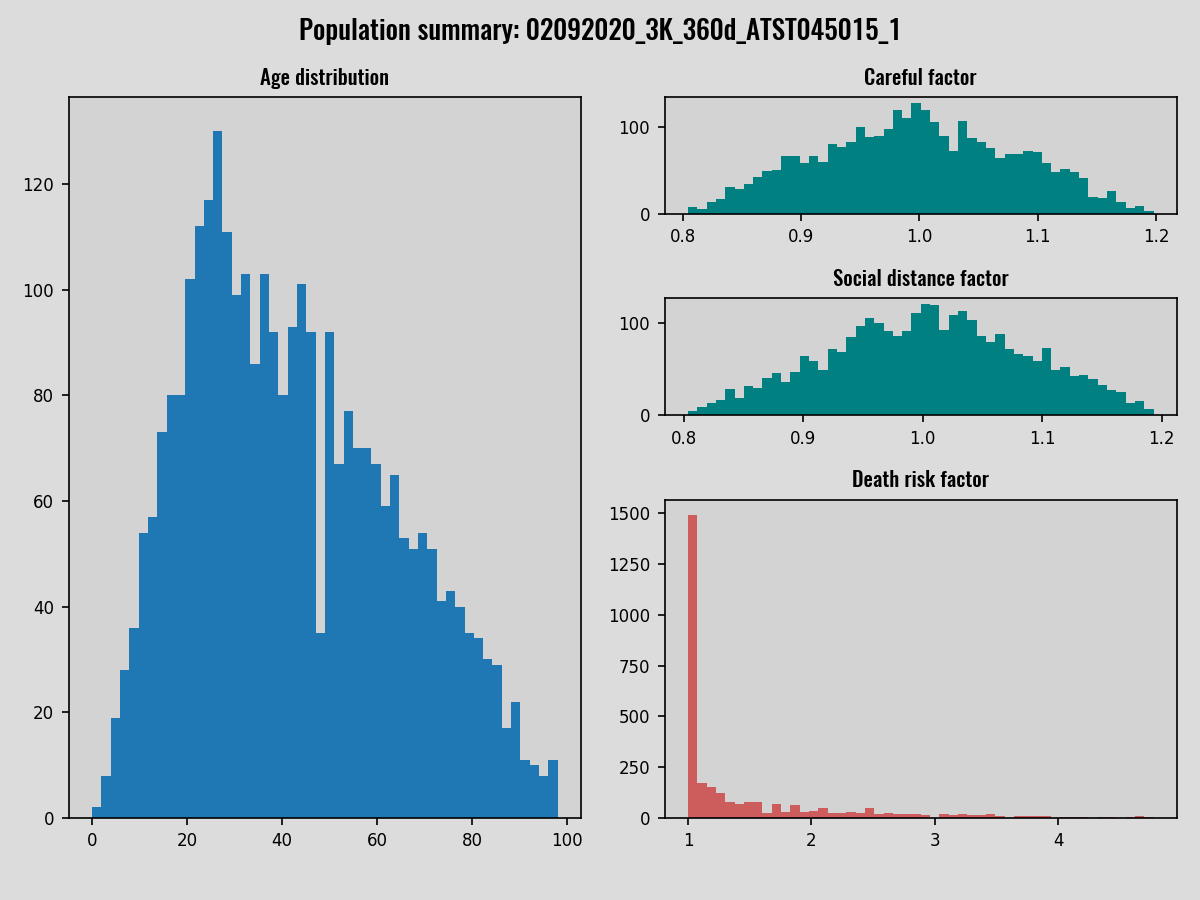 Population summary: 02092020_3K_360d_ATST045015_1
Age distribution
120
100
80
60
40
20
0
0 20 40 60 80 100
Careful factor
100
0
0.8 0.9 1.0 1.1 1.2
Social distance factor
100
0
0.8 0.9 1.0 1.1 1.2
Death risk factor
1500
1250
1000
750
500
250
0
1 2 3 4